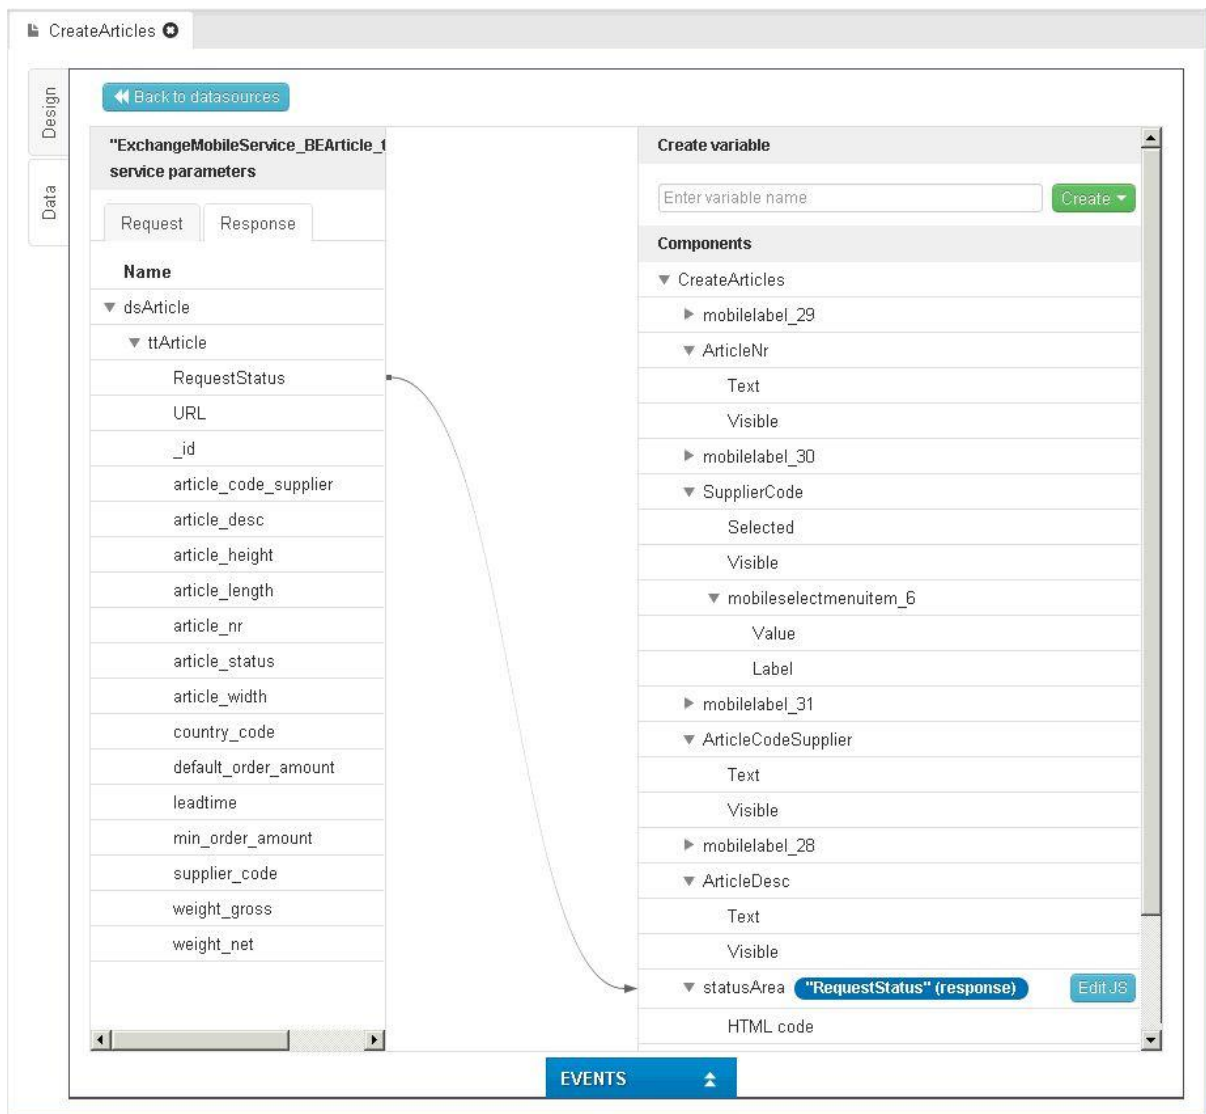 CreateArticles
Design
Data
Back to datasources
"ExchangeMobileService_BEArticle_t
service parameters
Request
Response
Name
dsArticle
ttArticle
RequestStatus
URL
_id
article_code_supplier
article_desc
article_height
article_length
article_nr
article_status
article_width
country_code
default_order_amount
leadtime
min_order_amount
supplier_code
weight_gross
weight_net
Create variable
Enter variable name
Create
Components
CreateArticles
mobilelabel_29
ArticleNr
Text
Visible
mobilelabel_30
SupplierCode
Selected
Visible
mobileselectmenuitem_6
Value
Label
mobilelabel_31
ArticleCodeSupplier
Text
Visible
mobilelabel_28
ArticleDesc
Text
Visible
statusArea "RequestStatus" (response) Edit JS
HTML code
EVENTS